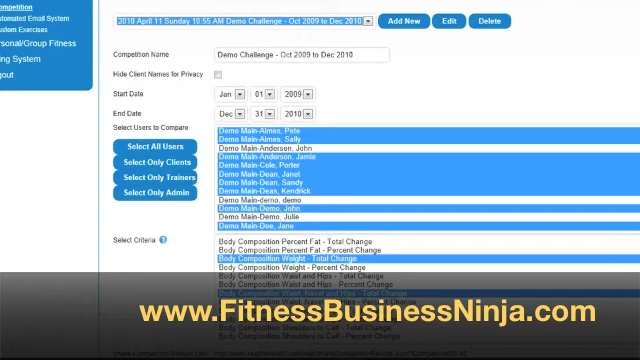 Competition
Automated Email System
Custom Exercises
Personal/Group Fitness
ing System
gout
2010 April 11 Sunday 10:55 AM Demo Challenge - Oct 2009 to Dec 2010
Add New
Edit
Delete
Competition Name
Demo Challenge - Oct 2009 to Dec 2010
Hide Client Names for Privacy
Start Date
Jan 01 2009
End Date
Dec 31 2010
Select Users to Compare
Select All Users
Select Only Clients
Select Only Trainers
Select Only Admin
Demo Main-Aimes, Pete
Demo Main-Aimes, Sally
Demo Main-Andersen, John
Demo Main-Anderson, Jamie
Demo Main-Cole, Porter
Demo Main-Dean, Janet
Demo Main-Dean, Sandy
Demo Main-Deas, Kendrick
Demo Main-demo, demo
Demo Main-Demo, John
Demo Main-Demo, Julie
Demo Main-Doe, Jane
Select Criteria
Body Composition Percent Fat - Total Change
Body Composition Percent Fat - Percent Change
Body Composition Weight - Total Change
Body Composition Weight - Percent Change
Body Composition Waist and Hips - Total Change
Body Composition Waist and Hips - Percent Change
Body Composition Waist, Navel and Hips - Total Change
www.FitnessBusinessNinja.com
Body Composition Shoulders to Calf - Total Change